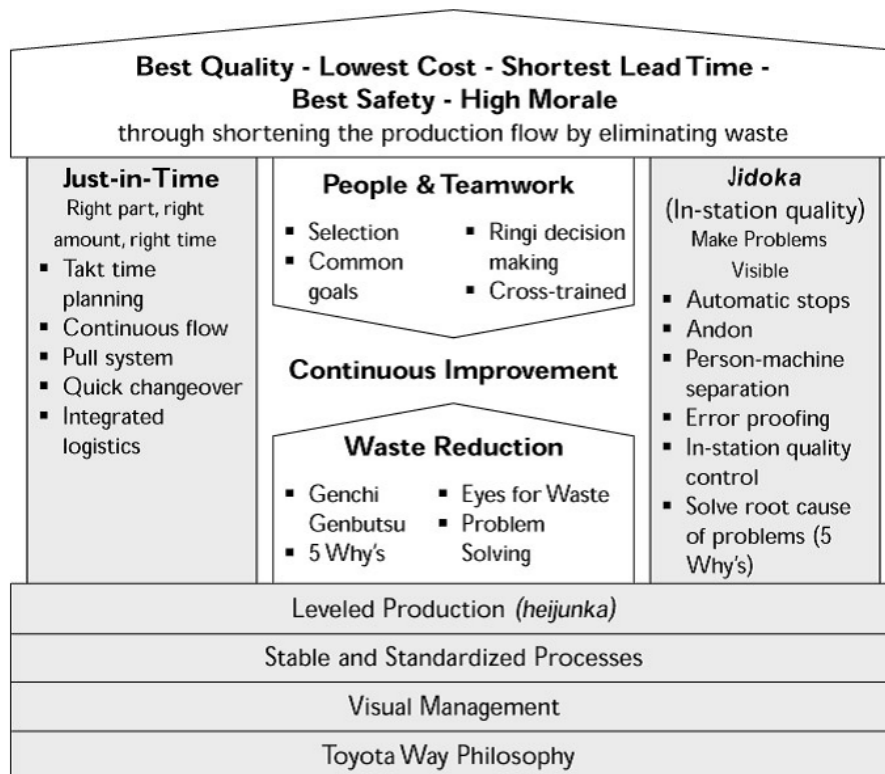 Best Quality - Lowest Cost - Shortest Lead Time -
Best Safety - High Morale
through shortening the production flow by eliminating waste
Just-in-Time
Right part, right
amount, right time
▪ Takt time
planning
▪ Continuous flow
▪ Pull system
▪ Quick changeover
▪ Integrated
logistics
People & Teamwork
▪ Selection
▪ Common
goals
▪ Ringi decision
making
▪ Cross-trained
Continuous Improvement
Waste Reduction
▪ Genchi
Genbutsu
▪ 5 Why's
▪ Eyes for Waste
▪ Problem
Solving
Jidoka
(In-station quality)
Make Problems
Visible
▪ Automatic stops
▪ Andon
▪ Person-machine
separation
▪ Error proofing
▪ In-station quality
control
▪ Solve root cause
of problems (5
Why's)
Leveled Production (heijunka)
Stable and Standardized Processes
Visual Management
Toyota Way Philosophy